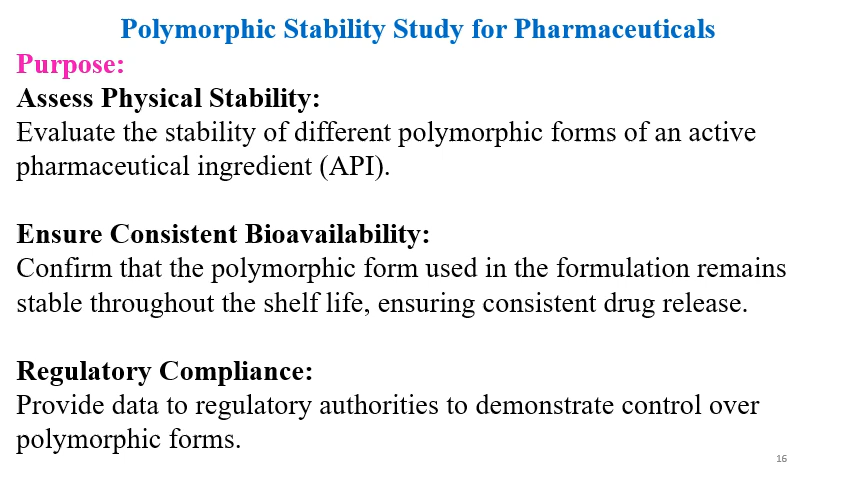 Polymorphic Stability Study for Pharmaceuticals
Purpose:
Assess Physical Stability:
Evaluate the stability of different polymorphic forms of an active
pharmaceutical ingredient (API).
Ensure Consistent Bioavailability:
Confirm that the polymorphic form used in the formulation remains
stable throughout the shelf life, ensuring consistent drug release.
Regulatory Compliance:
Provide data to regulatory authorities to demonstrate control over
polymorphic forms.
16